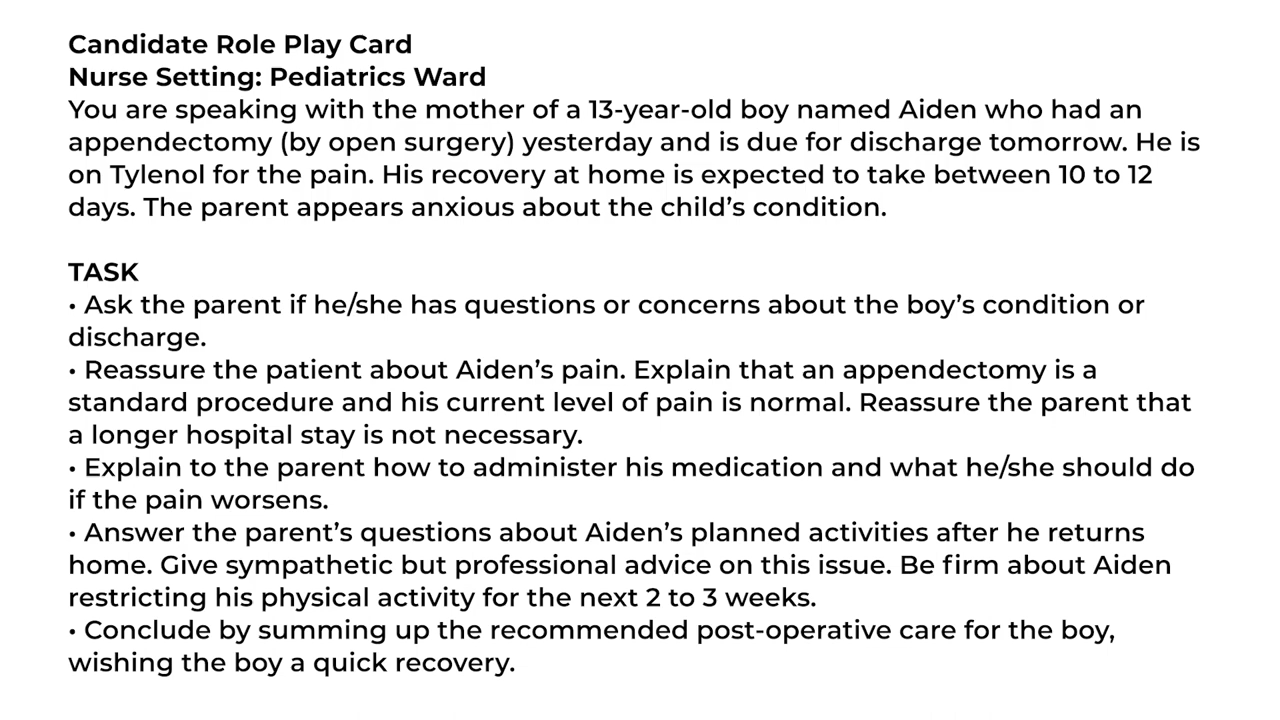 Candidate Role Play Card
Nurse Setting: Pediatrics Ward
You are speaking with the mother of a 13-year-old boy named Aiden who had an
appendectomy (by open surgery) yesterday and is due for discharge tomorrow. He is
on Tylenol for the pain. His recovery at home is expected to take between 10 to 12
days. The parent appears anxious about the child’s condition.
TASK
• Ask the parent if he/she has questions or concerns about the boy’s condition or
discharge.
• Reassure the patient about Aiden’s pain. Explain that an appendectomy is a
standard procedure and his current level of pain is normal. Reassure the parent that
a longer hospital stay is not necessary.
• Explain to the parent how to administer his medication and what he/she should do
if the pain worsens.
• Answer the parent’s questions about Aiden’s planned activities after he returns
home. Give sympathetic but professional advice on this issue. Be firm about Aiden
restricting his physical activity for the next 2 to 3 weeks.
• Conclude by summing up the recommended post-operative care for the boy,
wishing the boy a quick recovery.